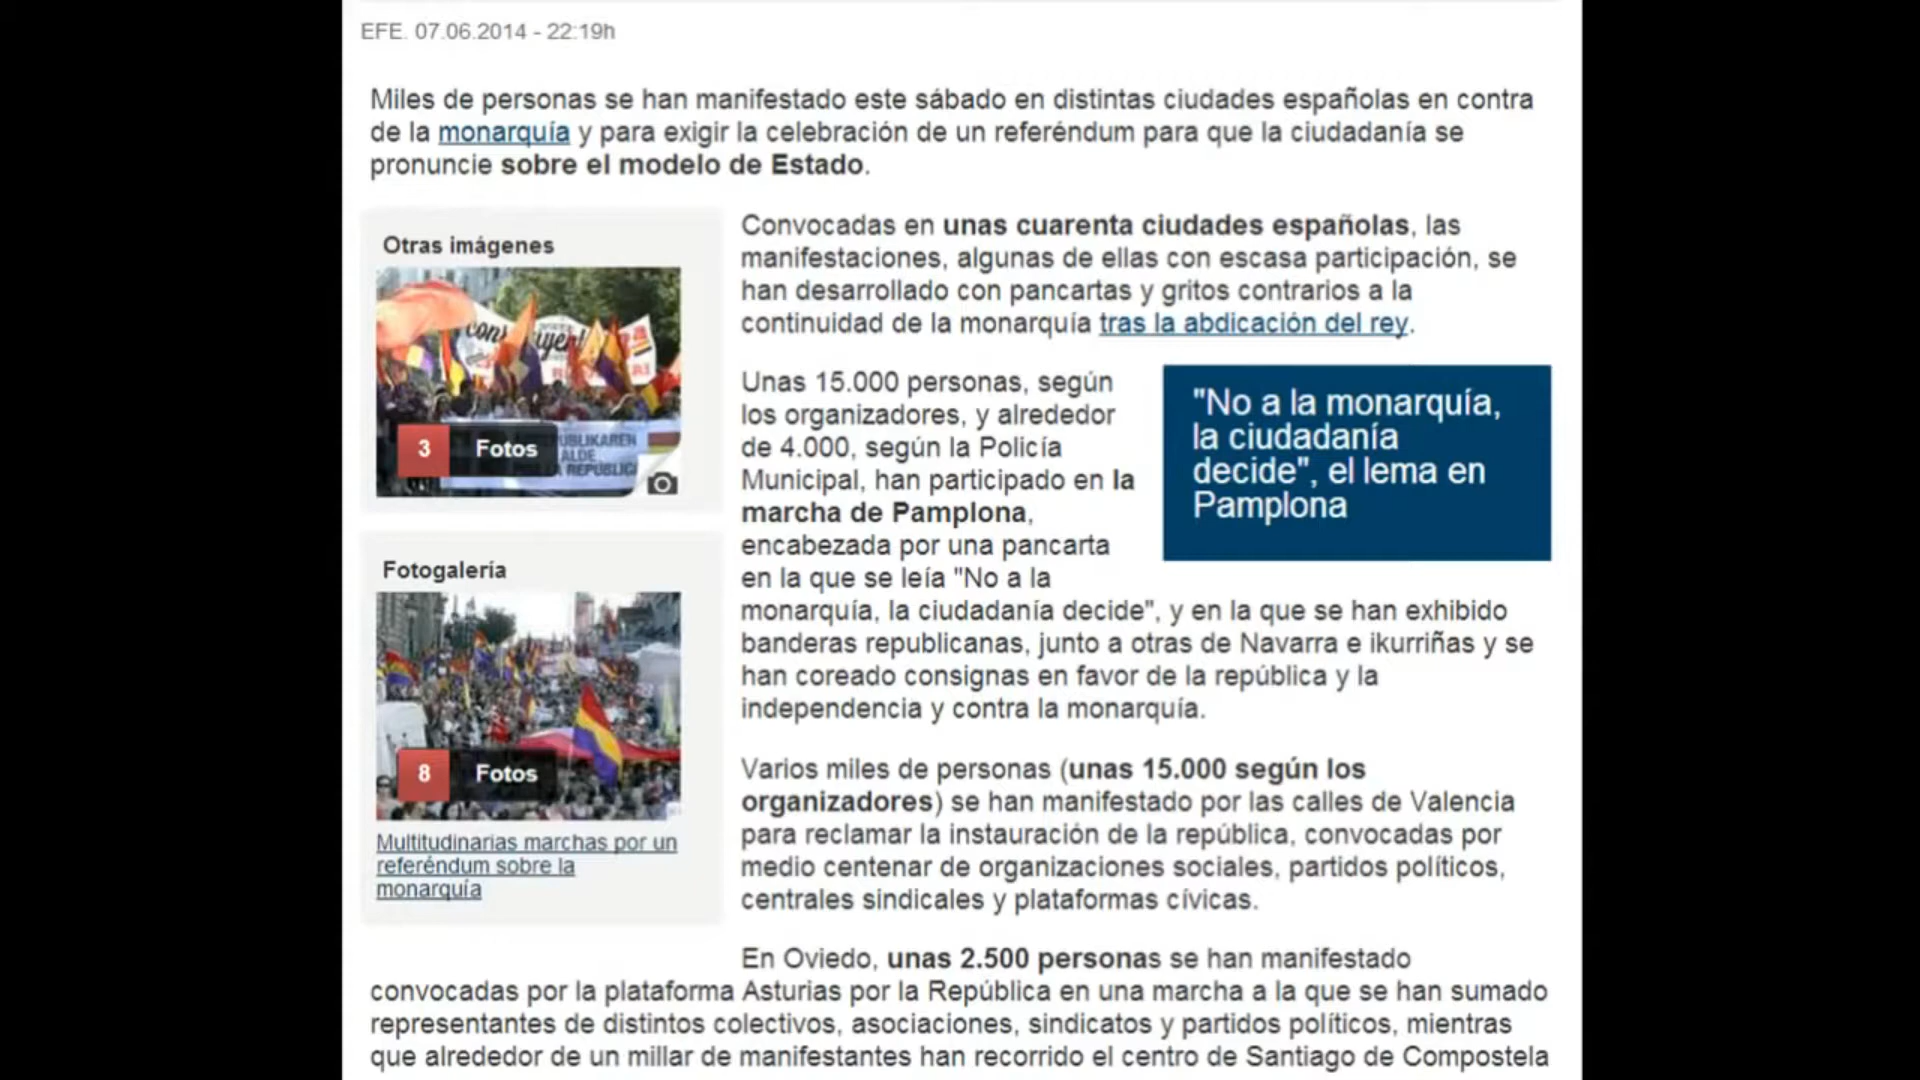 EFE. 07.06.2014 - 22:19h
Miles de personas se han manifestado este sábado en distintas ciudades españolas en contra
de la monarquía y para exigir la celebración de un referéndum para que la ciudadanía se
pronuncie sobre el modelo de Estado.
Otras imágenes
3 Fotos
PUBLIKAREN
ALDE
Fotogalería
8 Fotos
Multitudinarias marchas por un
referéndum sobre la
monarquía
Convocadas en unas cuarenta ciudades españolas, las
manifestaciones, algunas de ellas con escasa participación, se
han desarrollado con pancartas y gritos contrarios a la
continuidad de la monarquía tras la abdicación del rey.
Unas 15.000 personas, según
los organizadores, y alrededor
de 4.000, según la Policía
Municipal, han participado en la
marcha de Pamplona,
encabezada por una pancarta
en la que se leía "No a la
monarquía, la ciudadanía decide", y en la que se han exhibido
banderas republicanas, junto a otras de Navarra e ikurriñas y se
han coreado consignas en favor de la república y la
independencia y contra la monarquía.
"No a la monarquía,
la ciudadanía
decide", el lema en
Pamplona
Varios miles de personas (unas 15.000 según los
organizadores) se han manifestado por las calles de Valencia
para reclamar la instauración de la república, convocadas por
medio centenar de organizaciones sociales, partidos políticos,
centrales sindicales y plataformas cívicas.
En Oviedo, unas 2.500 personas se han manifestado
convocadas por la plataforma Asturias por la República en una marcha a la que se han sumado
representantes de distintos colectivos, asociaciones, sindicatos y partidos políticos, mientras
que alrededor de un millar de manifestantes han recorrido el centro de Santiago de Compostela